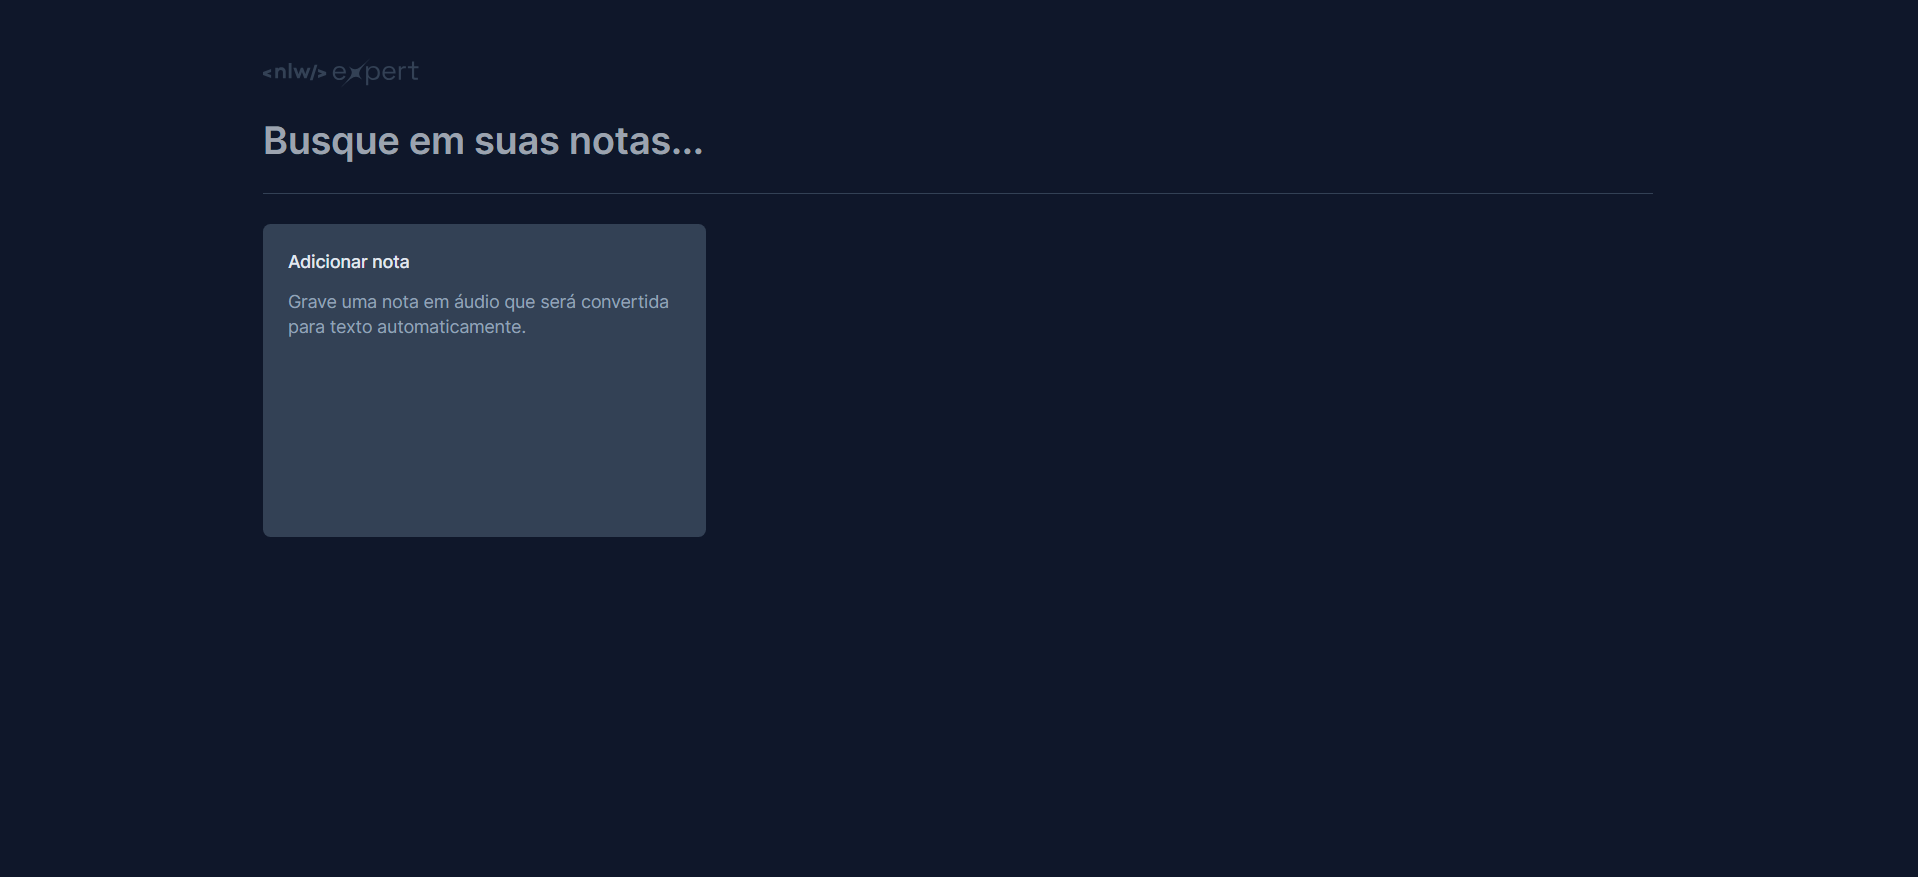 <nlw/> expert
Busque em suas notas...
Adicionar nota
Grave uma nota em áudio que será convertida
para texto automaticamente.